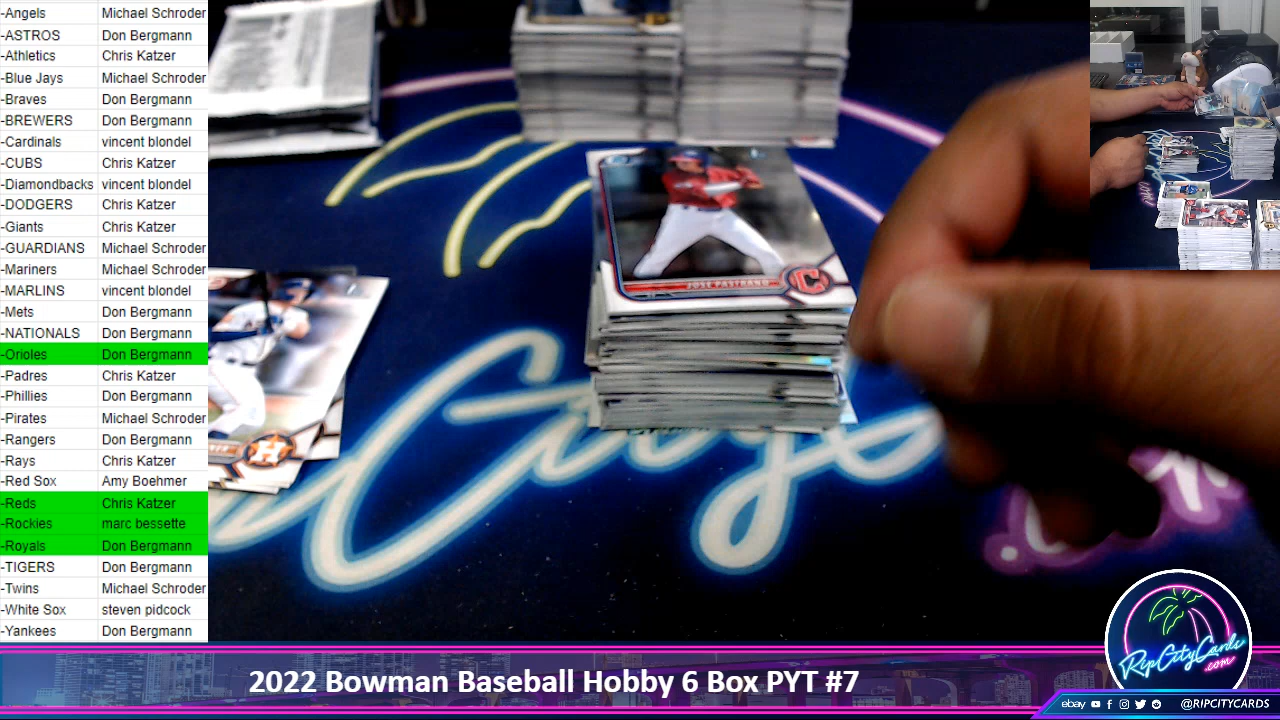 -Angels Michael Schroder
-ASTROS Don Bergmann
-Athletics Chris Katzer
-Blue Jays Michael Schroder
-Braves Don Bergmann
-BREWERS Don Bergmann
-Cardinals vincent blondel
-CUBS Chris Katzer
-Diamondbacks vincent blondel
-DODGERS Chris Katzer
-Giants Chris Katzer
-GUARDIANS Michael Schroder
-Mariners Michael Schroder
-MARLINS vincent blondel
-Mets Don Bergmann
-NATIONALS Don Bergmann
-Orioles Don Bergmann
-Padres Chris Katzer
-Phillies Don Bergmann
-Pirates Michael Schroder
-Rangers Don Bergmann
-Rays Chris Katzer
-Red Sox Amy Boehmer
-Reds Chris Katzer
-Rockies marc bessette
-Royals Don Bergmann
-TIGERS Don Bergmann
-Twins Michael Schroder
-White Sox steven pidcock
-Yankees Don Bergmann
JOSE PASTRANO
C
H
City
RipCityCards
.com
2022 Bowman Baseball Hobby 6 Box PYT #7
ebay @RIPCITYCARDS